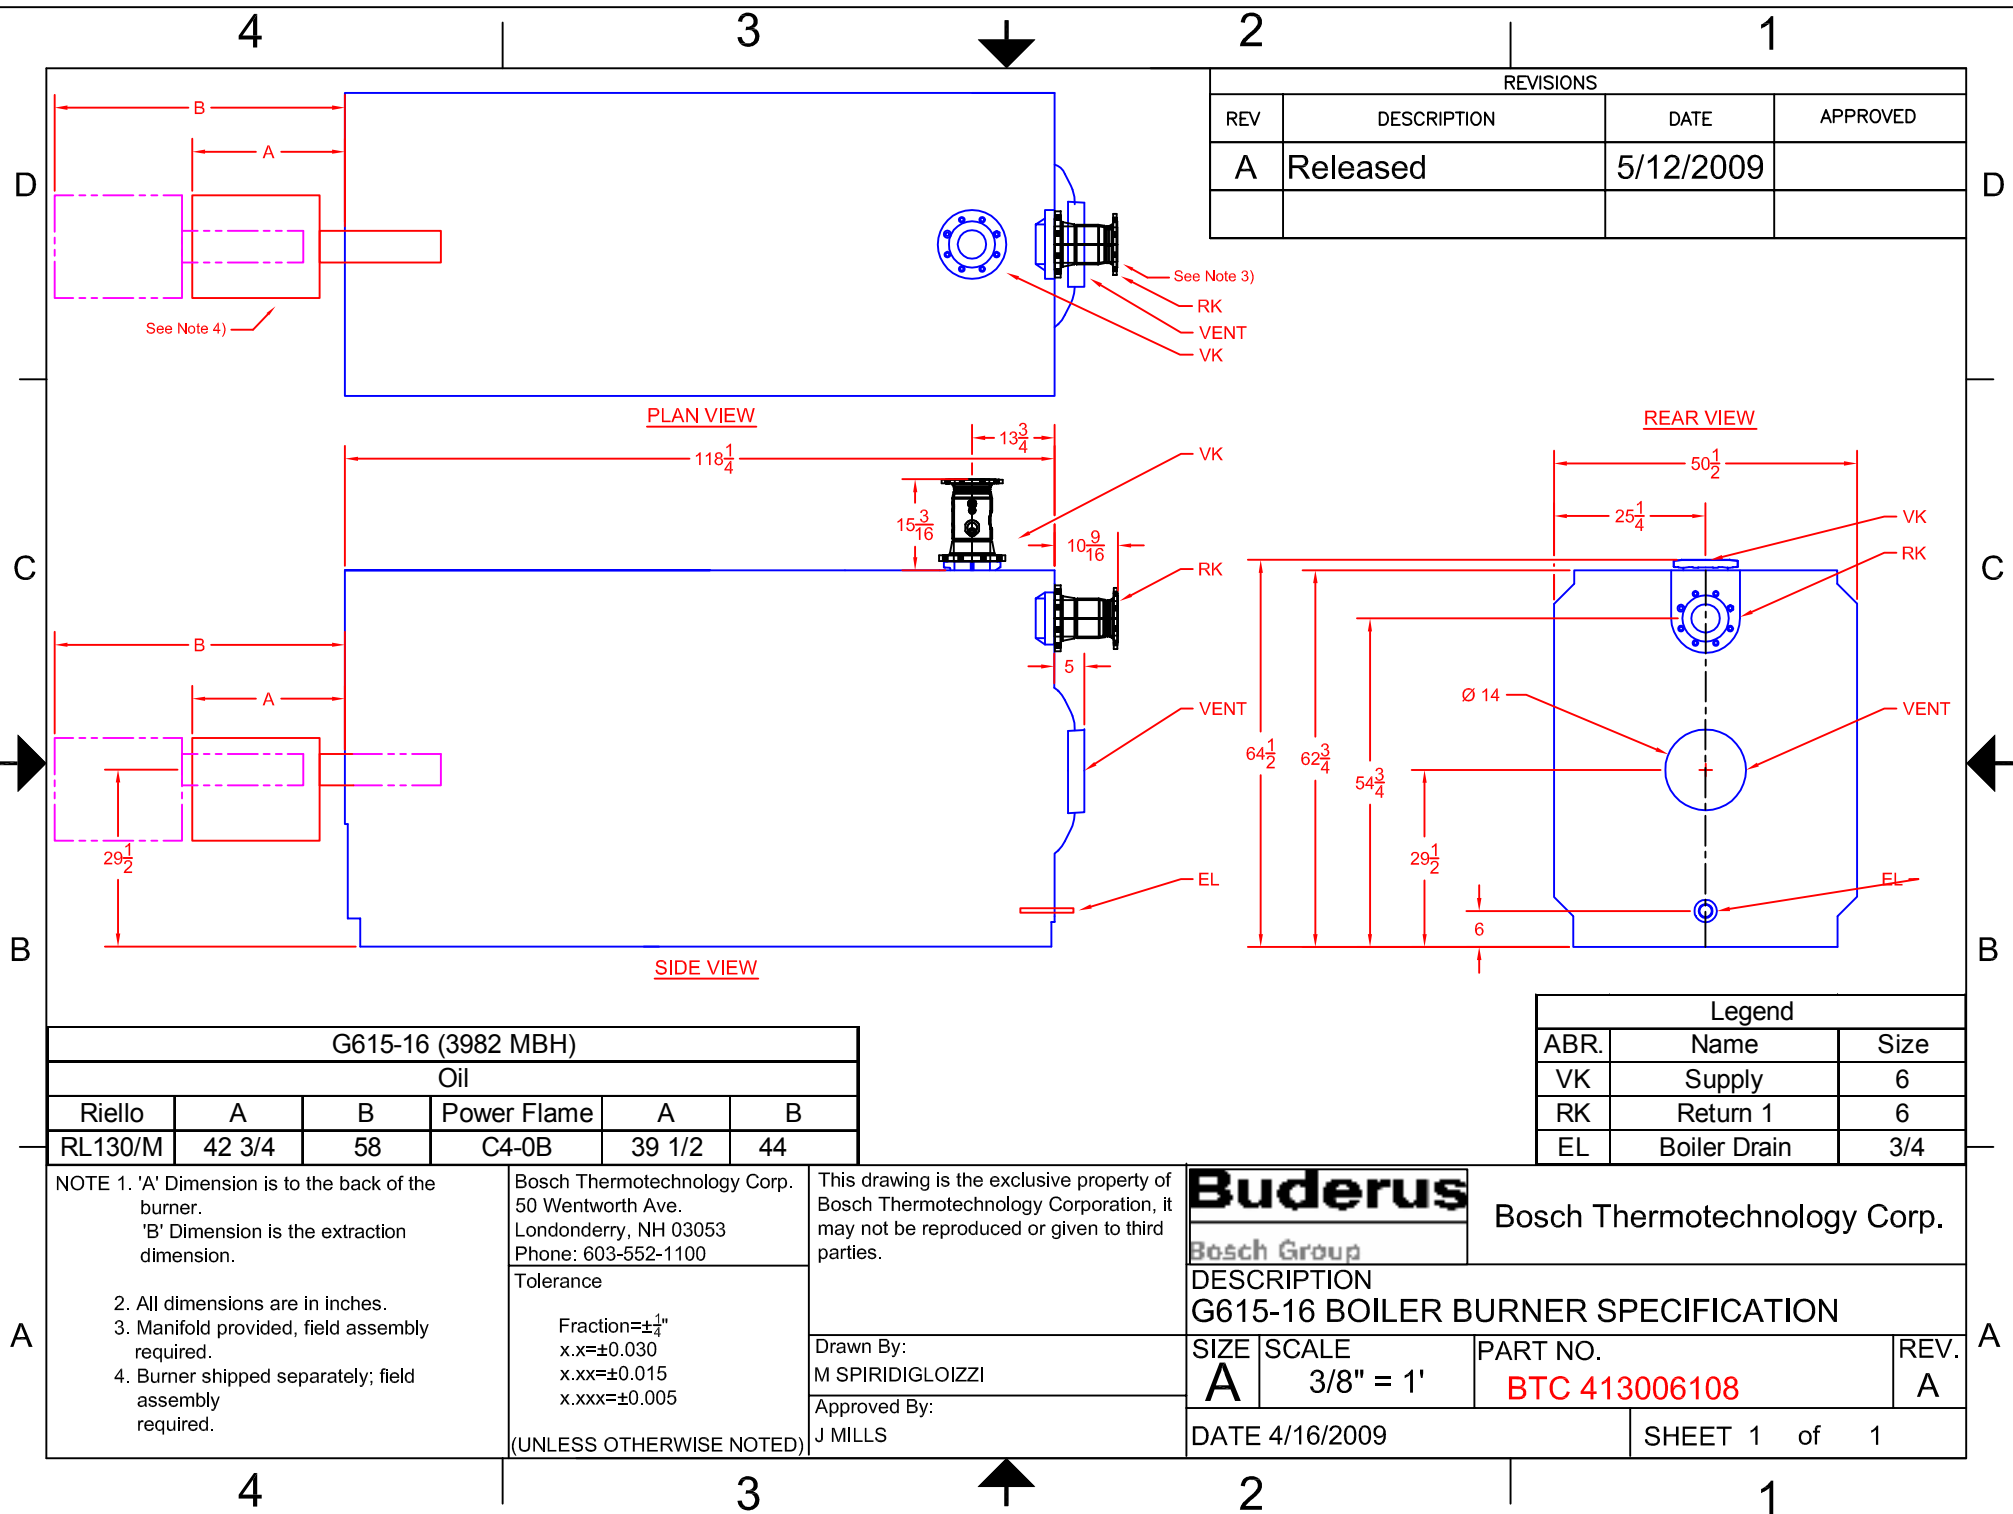 4 3 2 1
D
D
C
C
B
B
A
A
REVISIONS
REV DESCRIPTION DATE APPROVED
A Released 5/12/2009
B
A
See Note 4)
See Note 3)
RK
VENT
VK
PLAN VIEW
118 1/4
13 3/4
15 3/16
10 9/16
VK
RK
5
B
A
29 1/2
VENT
EL
SIDE VIEW
REAR VIEW
50 1/2
25 1/4
VK
RK
Ø 14
VENT
64 1/2
62 3/4
54 3/4
29 1/2
6
EL
G615-16 (3982 MBH)
Oil
Riello A B Power Flame A B
RL130/M 42 3/4 58 C4-0B 39 1/2 44
Legend
ABR. Name Size
VK Supply 6
RK Return 1 6
EL Boiler Drain 3/4
NOTE 1. 'A' Dimension is to the back of the
burner.
'B' Dimension is the extraction
dimension.
2. All dimensions are in inches.
3. Manifold provided, field assembly
required.
4. Burner shipped separately; field
assembly
required.
Bosch Thermotechnology Corp.
50 Wentworth Ave.
Londonderry, NH 03053
Phone: 603-552-1100
Tolerance
Fraction=±1/4"
x.x=±0.030
x.xx=±0.015
x.xxx=±0.005
(UNLESS OTHERWISE NOTED)
This drawing is the exclusive property of
Bosch Thermotechnology Corporation, it
may not be reproduced or given to third
parties.
Drawn By:
M SPIRIDIGLOIZZI
Approved By:
J MILLS
Buderus
Bosch Group
Bosch Thermotechnology Corp.
DESCRIPTION
G615-16 BOILER BURNER SPECIFICATION
SIZE
A
SCALE
3/8" = 1'
PART NO.
BTC 413006108
REV.
A
DATE 4/16/2009
SHEET 1 of 1
4 3 2 1